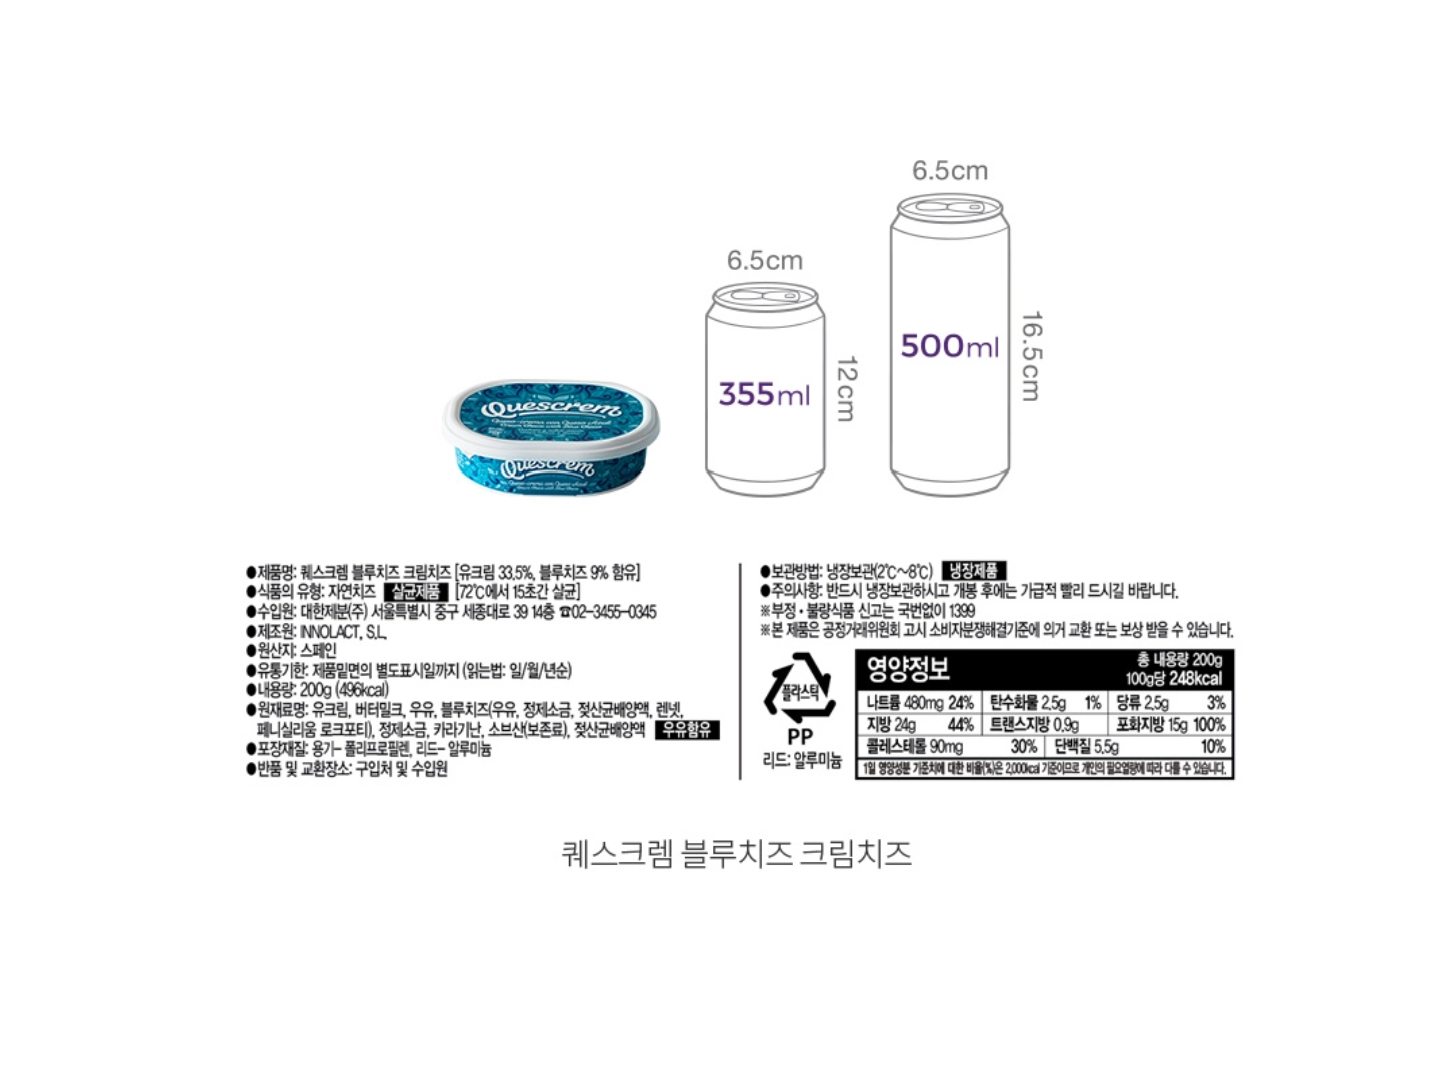 6.5cm
6.5cm
500ml
16.5cm
355ml
12cm
Quescrem
Quescrem
●제품명: 퀘스크렘 블루치즈 크림치즈 [유크림 33.5%, 블루치즈 9% 함유]
●식품의 유형: 자연치즈 살균제품 [72℃에서 15초간 살균]
●수입원: 대한제분(주) 서울특별시 중구 세종대로 39 14층 ☎02-3455-0345
●제조원: INNOLACT, S.L.
●원산지: 스페인
●유통기한: 제품밑면의 별도표시일까지 (읽는법: 일/월/년순)
●내용량: 200g (496kcal)
●원재료명: 유크림, 버터밀크, 우유, 블루치즈(우유, 정제소금, 젖산균배양액, 렌넷,
페니실리움 로크포티), 정제소금, 카라기난, 소브산(보존료), 젖산균배양액 우유함유
●포장재질: 용기- 폴리프로필렌, 리드- 알루미늄
●반품 및 교환장소: 구입처 및 수입원
●보관방법: 냉장보관(2℃~8℃) 냉장제품
●주의사항: 반드시 냉장보관하시고 개봉 후에는 가급적 빨리 드시길 바랍니다.
※부정·불량식품 신고는 국번없이 1399
※본 제품은 공정거래위원회 고시 소비자분쟁해결기준에 의거 교환 또는 보상 받을 수 있습니다.
플라스틱
PP
리드: 알루미늄
영양정보
총 내용량 200g
100g당 248kcal
나트륨 480mg 24% 탄수화물 2.5g 1% 당류 2.5g 3%
지방 24g 44% 트랜스지방 0.9g 포화지방 15g 100%
콜레스테롤 90mg 30% 단백질 5.5g 10%
1일 영양성분 기준치에 대한 비율(%)은 2,000kcal 기준이므로 개인의 필요열량에 따라 다를 수 있습니다.
퀘스크렘 블루치즈 크림치즈